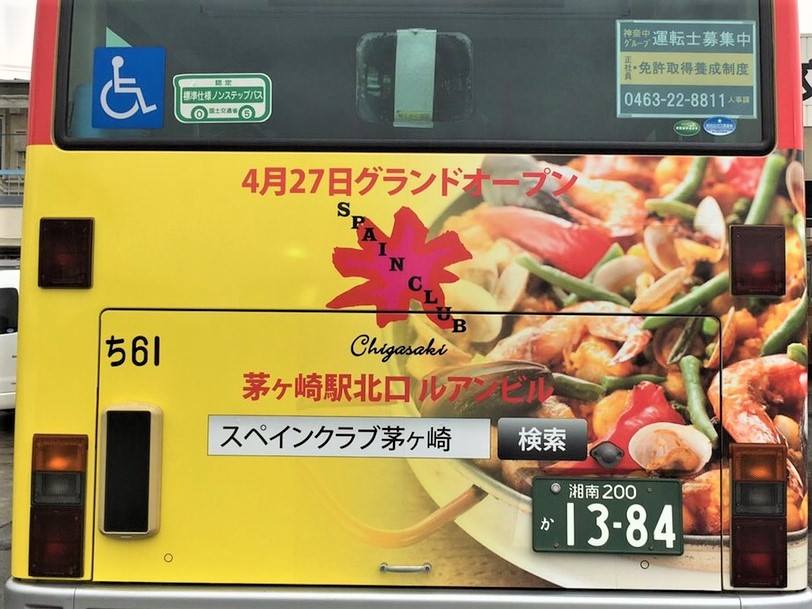 神奈中グループ 運転士募集中
正社員・免許取得養成制度
0463-22-8811 人事課
認定
標準仕様ノンステップバス
国土交通省
4月27日グランドオープン
SPAIN CLUB
Chigasaki
ち561
茅ヶ崎駅北口 ルアンビル
スペインクラブ茅ヶ崎 検索
湘南 200
か 13-84